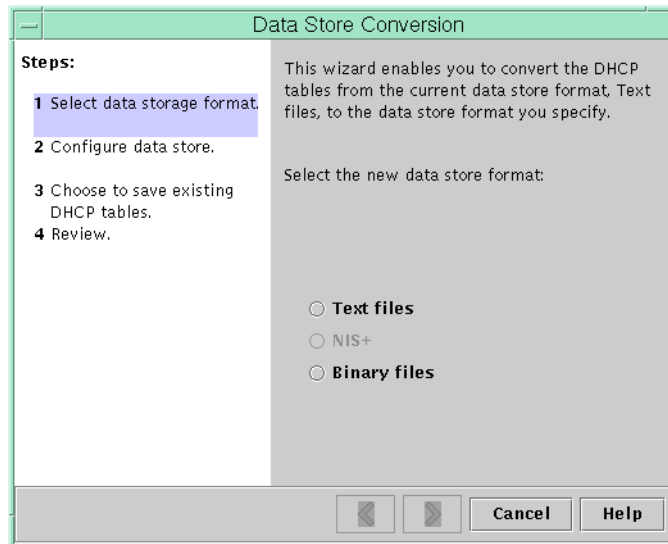 Data Store Conversion
Steps:
1 Select data storage format.
2 Configure data store.
3 Choose to save existing
DHCP tables.
4 Review.
This wizard enables you to convert the DHCP
tables from the current data store format, Text
files, to the data store format you specify.
Select the new data store format:
Text files
NIS+
Binary files
Cancel
Help